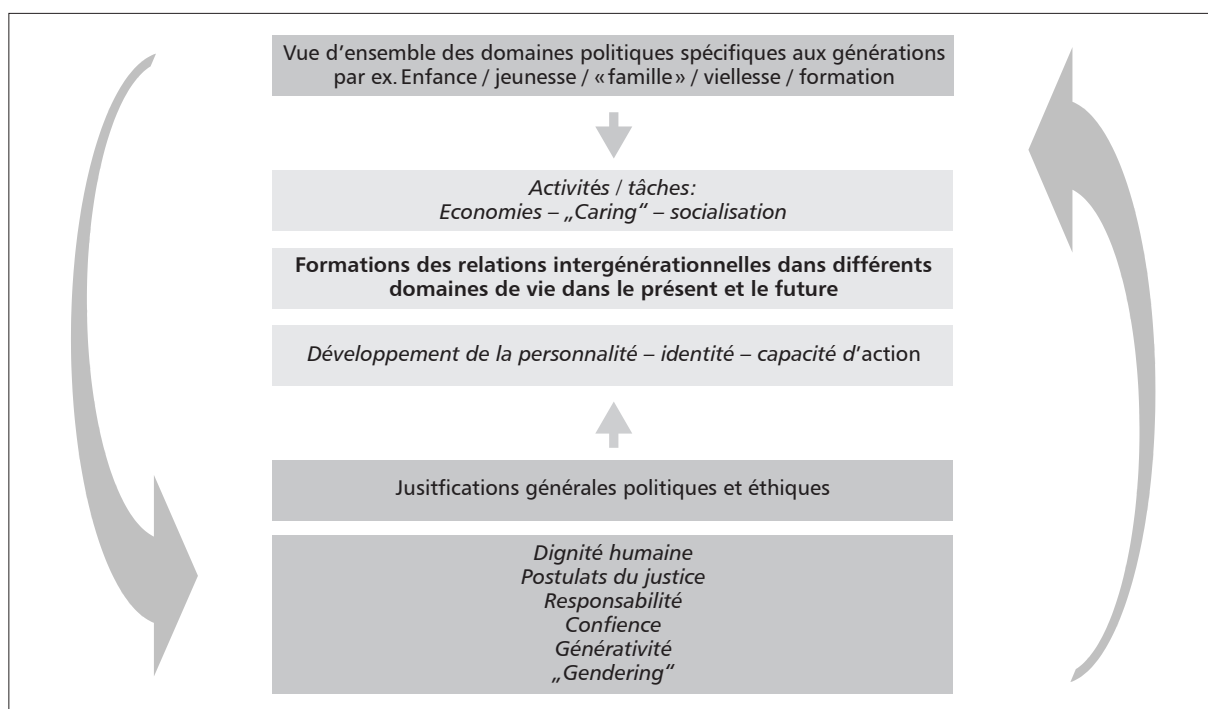 Vue d’ensemble des domaines politiques spécifiques aux générations
par ex. Enfance / jeunesse / «famille» / viellesse / formation
Activités / tâches:
Economies – „Caring“ – socialisation
Formations des relations intergénérationnelles dans différents
domaines de vie dans le présent et le future
Développement de la personnalité – identité – capacité d’action
Jusitfications générales politiques et éthiques
Dignité humaine
Postulats du justice
Responsabilité
Confience
Générativité
„Gendering“